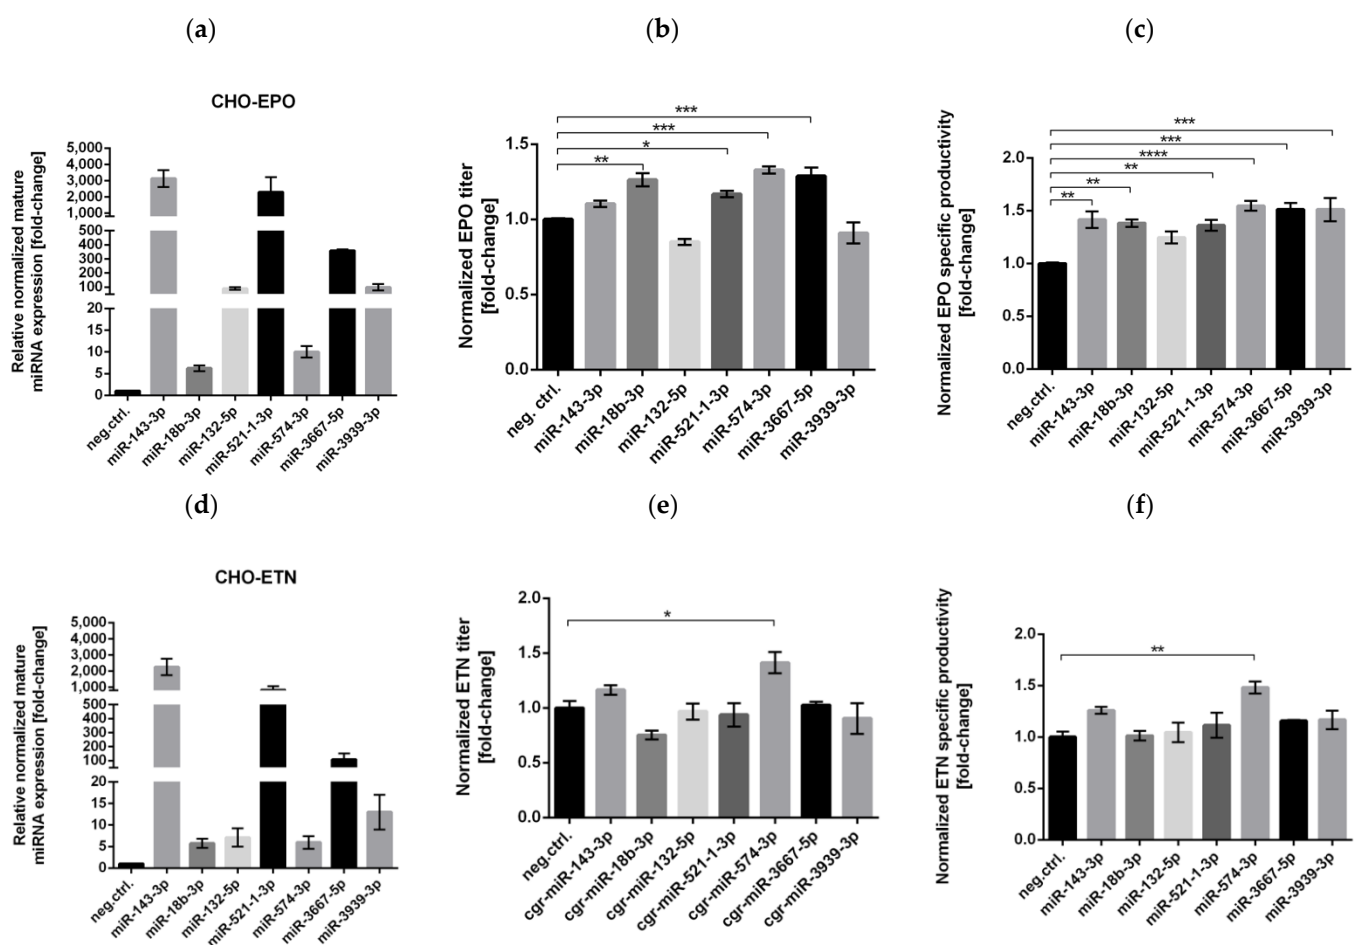 (a)
CHO-EPO
Relative normalized mature
miRNA expression [fold-change]
5,000
4,000
3,000
2,000
1,000
500
400
300
200
100
20
15
10
5
0
neg.ctrl.
miR-143-3p
miR-18b-3p
miR-132-5p
miR-521-1-3p
miR-574-3p
miR-3667-5p
miR-3939-3p
(b)
Normalized EPO titer
[fold-change]
1.5
1.0
0.5
0.0
***
***
*
**
neg. ctrl.
miR-143-3p
miR-18b-3p
miR-132-5p
miR-521-1-3p
miR-574-3p
miR-3667-5p
miR-3939-3p
(c)
Normalized EPO specific productivity
[fold-change]
2.0
1.5
1.0
0.5
0.0
***
***
****
**
**
**
neg. ctrl.
miR-143-3p
miR-18b-3p
miR-132-5p
miR-521-1-3p
miR-574-3p
miR-3667-5p
miR-3939-3p
(d)
CHO-ETN
Relative normalized mature
miRNA expression [fold-change]
5,000
4,000
3,000
2,000
1,000
500
400
300
200
100
20
15
10
5
0
neg.ctrl.
miR-143-3p
miR-18b-3p
miR-132-5p
miR-521-1-3p
miR-574-3p
miR-3667-5p
miR-3939-3p
(e)
Normalized ETN titer
[fold-change]
2.0
1.5
1.0
0.5
0.0
*
neg.ctrl.
cgr-miR-143-3p
cgr-miR-18b-3p
cgr-miR-132-5p
cgr-miR-521-1-3p
cgr-miR-574-3p
cgr-miR-3667-5p
cgr-miR-3939-3p
(f)
Normalized ETN specific productivity
[fold-change]
2.0
1.5
1.0
0.5
0.0
**
neg.ctrl.
miR-143-3p
miR-18b-3p
miR-132-5p
miR-521-1-3p
miR-574-3p
miR-3667-5p
miR-3939-3p